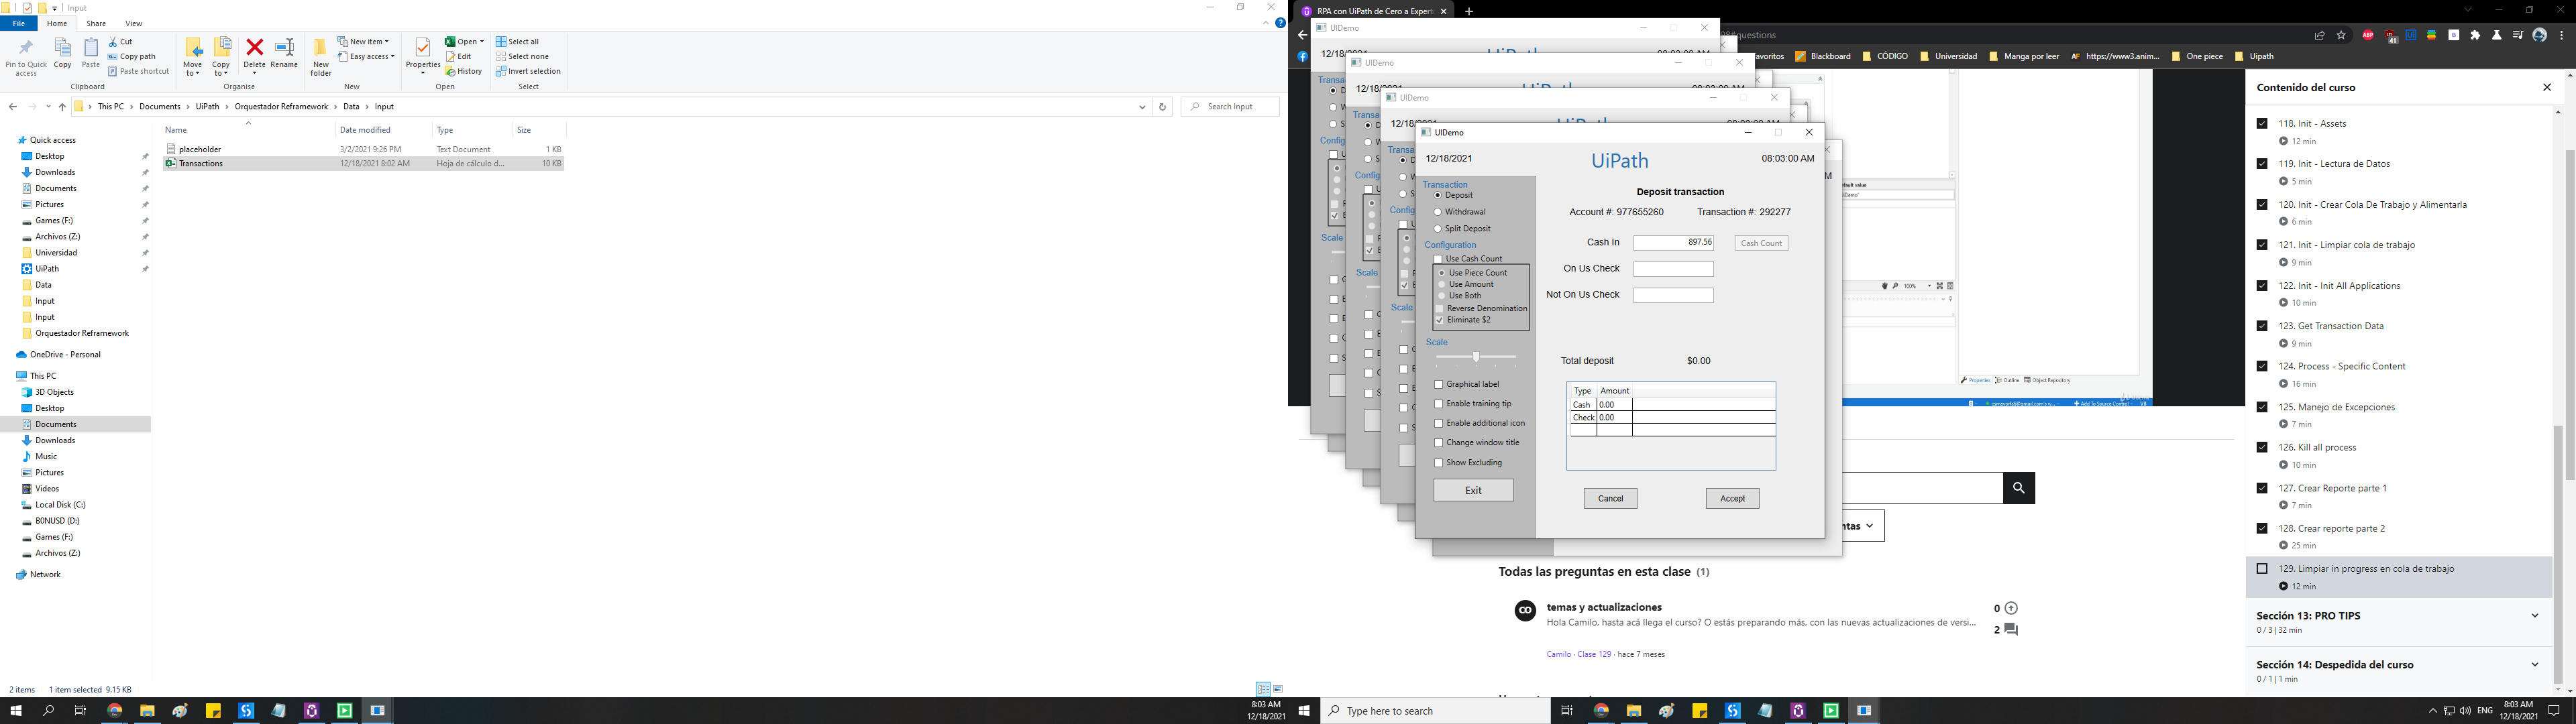 Input
File
Home
Share
View
Pin to Quick access
Copy
Paste
Cut
Copy path
Paste shortcut
Clipboard
Move to
Copy to
Delete
Rename
Organise
New folder
New item
Easy access
New
Properties
Open
Edit
History
Open
Select all
Select none
Invert selection
Select
This PC > Documents > UiPath > Orquestador Reframework > Data > Input
Search Input
Name Date modified Type Size
placeholder 3/2/2021 9:26 PM Text Document 1 KB
Transactions 12/18/2021 8:02 AM Hoja de cálculo d... 10 KB
Quick access
Desktop
Downloads
Documents
Pictures
Games (F:)
Archivos (Z:)
Universidad
UiPath
Data
Input
Input
Orquestador Reframework
OneDrive - Personal
This PC
3D Objects
Desktop
Documents
Downloads
Music
Pictures
Videos
Local Disk (C:)
B0NUSD (D:)
Games (F:)
Archivos (Z:)
Network
2 items 1 item selected 9.15 KB
8:03 AM
12/18/2021
RPA con UiPath de Cero a Expert
#questions
avoritos
Blackboard
CÓDIGO
Universidad
Manga por leer
https://www3.anim...
One piece
Uipath
UIDemo
UIDemo
UIDemo
UIDemo
12/18/2021
UiPath
08:03:00 AM
Transaction
Deposit
Withdrawal
Split Deposit
Configuration
Use Cash Count
Use Piece Count
Use Amount
Use Both
Reverse Denomination
Eliminate $2
Scale
Graphical label
Enable training tip
Enable additional icon
Change window title
Show Excluding
Exit
Deposit transaction
Account #: 977655260 Transaction #: 292277
Cash In 897.56 Cash Count
On Us Check
Not On Us Check
Total deposit $0.00
Type Amount
Cash 0.00
Check 0.00
Cancel
Accept
Properties
Outline
Object Repository
Add To Source Control
ntas
Todas las preguntas en esta clase (1)
temas y actualizaciones
Hola Camilo, hasta acá llega el curso? O estás preparando más, con las nuevas actualizaciones de versi...
0
2
Camilo · Clase 129 · hace 7 meses
Contenido del curso
118. Init - Assets
12 min
119. Init - Lectura de Datos
5 min
120. Init - Crear Cola De Trabajo y Alimentarla
6 min
121. Init - Limpiar cola de trabajo
9 min
122. Init - Init All Applications
10 min
123. Get Transaction Data
9 min
124. Process - Specific Content
16 min
125. Manejo de Excepciones
7 min
126. Kill all process
10 min
127. Crear Reporte parte 1
7 min
128. Crear reporte parte 2
25 min
129. Limpiar in progress en cola de trabajo
12 min
Sección 13: PRO TIPS
0 / 3 | 32 min
Sección 14: Despedida del curso
0 / 1 | 1 min
Type here to search
ENG
8:03 AM
12/18/2021